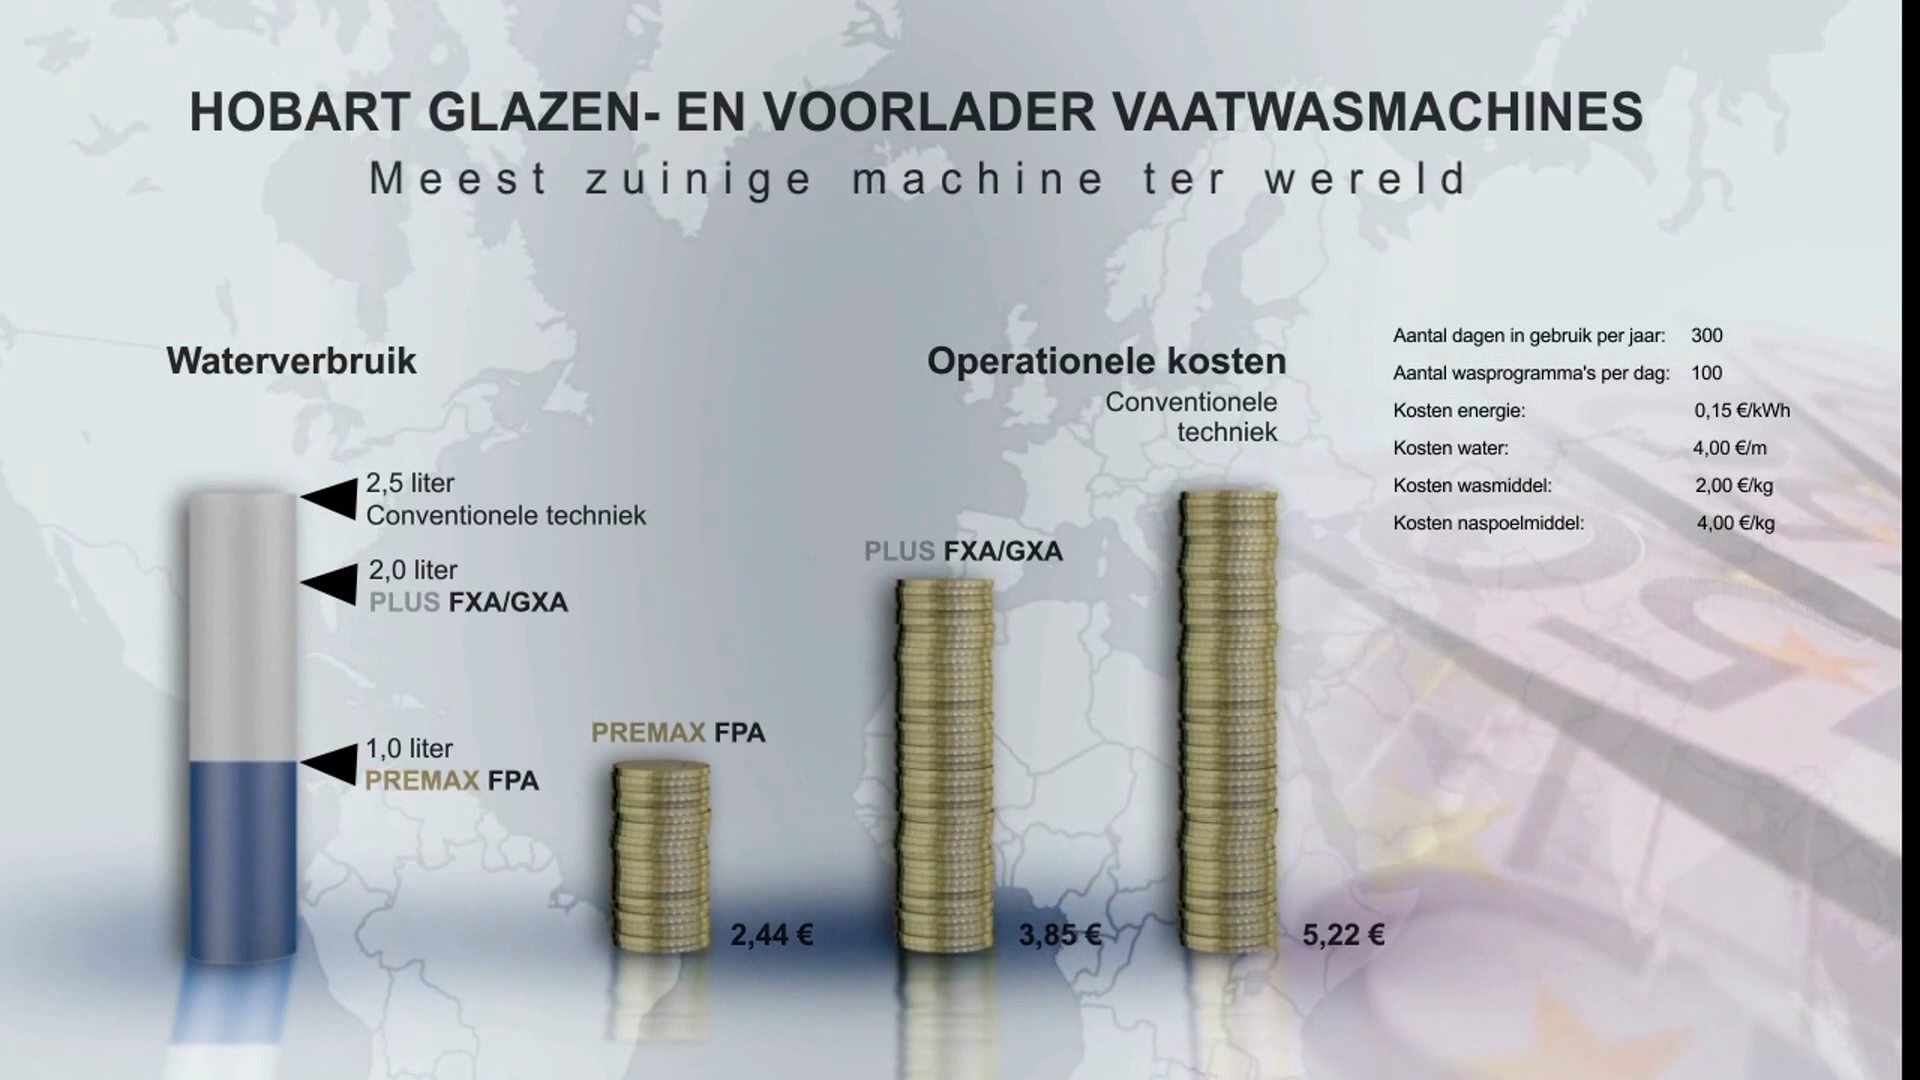 HOBART GLAZEN- EN VOORLADER VAATWASMACHINES
Meest zuinige machine ter wereld
Waterverbruik
2,5 liter
Conventionele techniek
2,0 liter
PLUS FXA/GXA
1,0 liter
PREMAX FPA
Operationele kosten
Conventionele
techniek
PLUS FXA/GXA
PREMAX FPA
2,44 €
3,85 €
5,22 €
Aantal dagen in gebruik per jaar: 300
Aantal wasprogramma's per dag: 100
Kosten energie: 0,15 €/kWh
Kosten water: 4,00 €/m
Kosten wasmiddel: 2,00 €/kg
Kosten naspoelmiddel: 4,00 €/kg